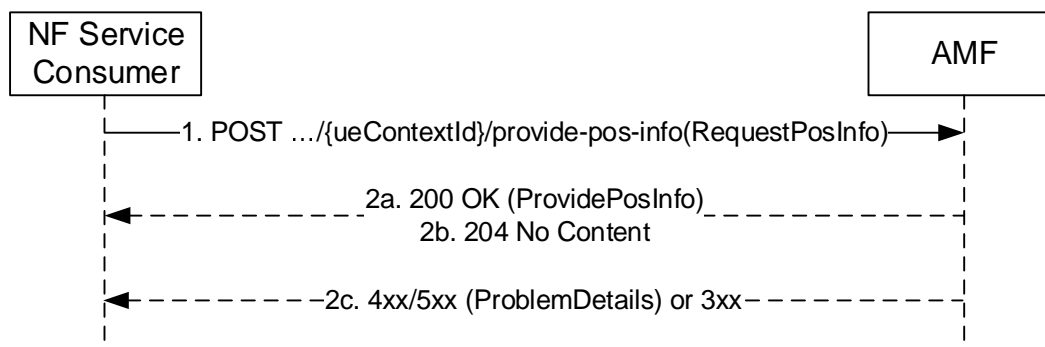 NF Service
Consumer
AMF
1. POST …/{ueContextId}/provide-pos-info(RequestPosInfo)
2a. 200 OK (ProvidePosInfo)
2b. 204 No Content
2c. 4xx/5xx (ProblemDetails) or 3xx